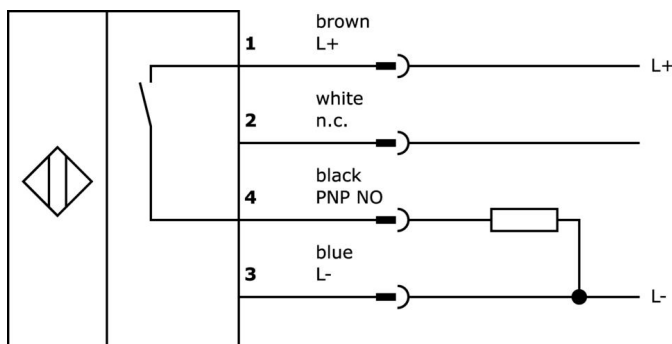 brown
1 L+ L+
white
2 n.c.
black
4 PNP NO
blue
3 L- L-